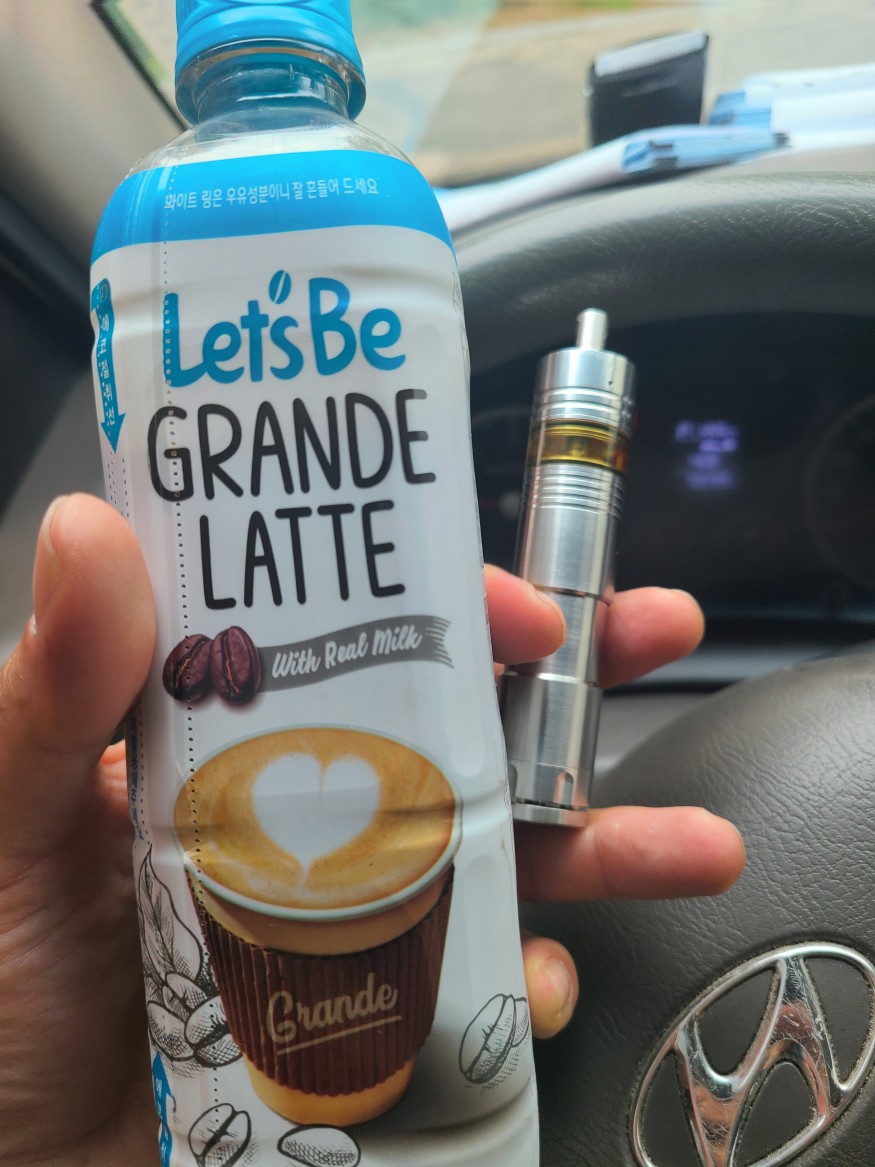 화이트 링은 우유성분이니 잘 흔들어 드세요
Let'sBe
GRANDE
LATTE
With Real Milk
Grande